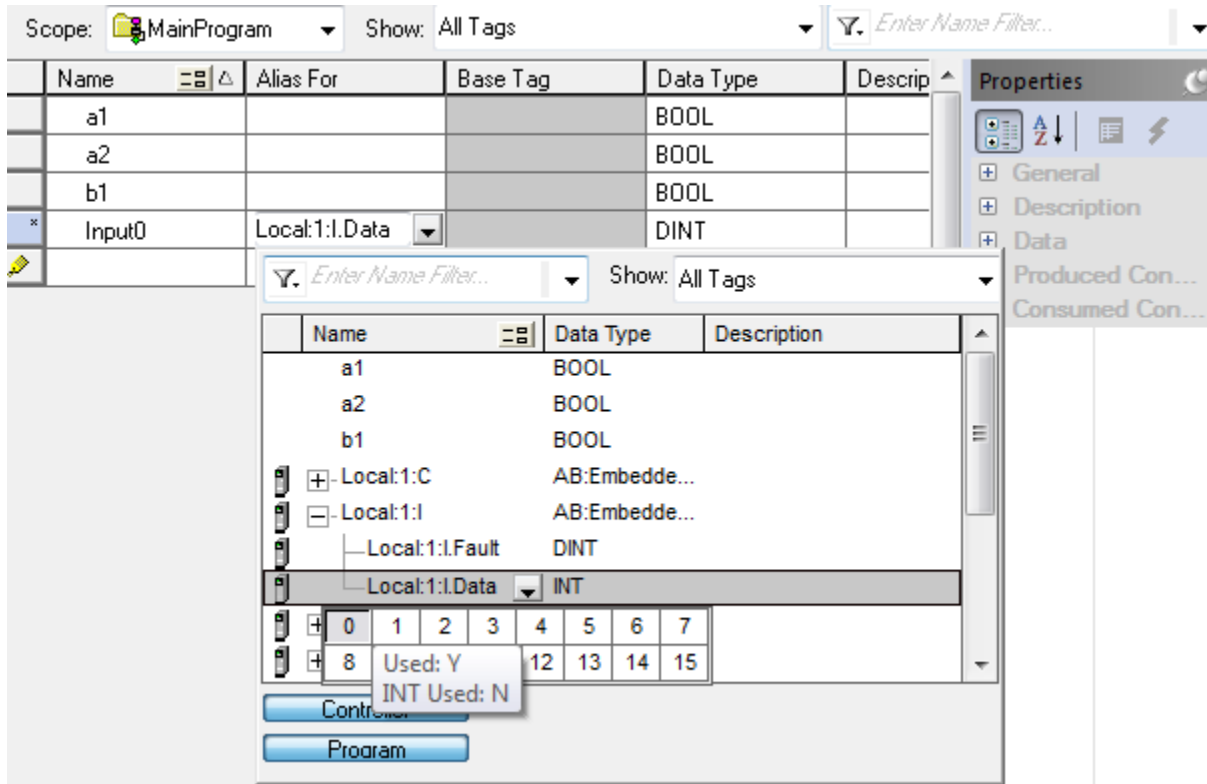 Scope: MainProgram Show: All Tags Enter Name Filter...
Name Alias For Base Tag Data Type Descrip Properties
a1 BOOL
a2 BOOL General
b1 BOOL Description
Input0 Local:1:I.Data DINT Data
Enter Name Filter... Show: All Tags Produced Con...
Consumed Con...
Name Data Type Description
a1 BOOL
a2 BOOL
b1 BOOL
Local:1:C AB:Embedde...
Local:1:I AB:Embedde...
Local:1:I.Fault DINT
Local:1:I.Data INT
0 1 2 3 4 5 6 7
8 12 13 14 15
Used: Y
INT Used: N
Controller
Program